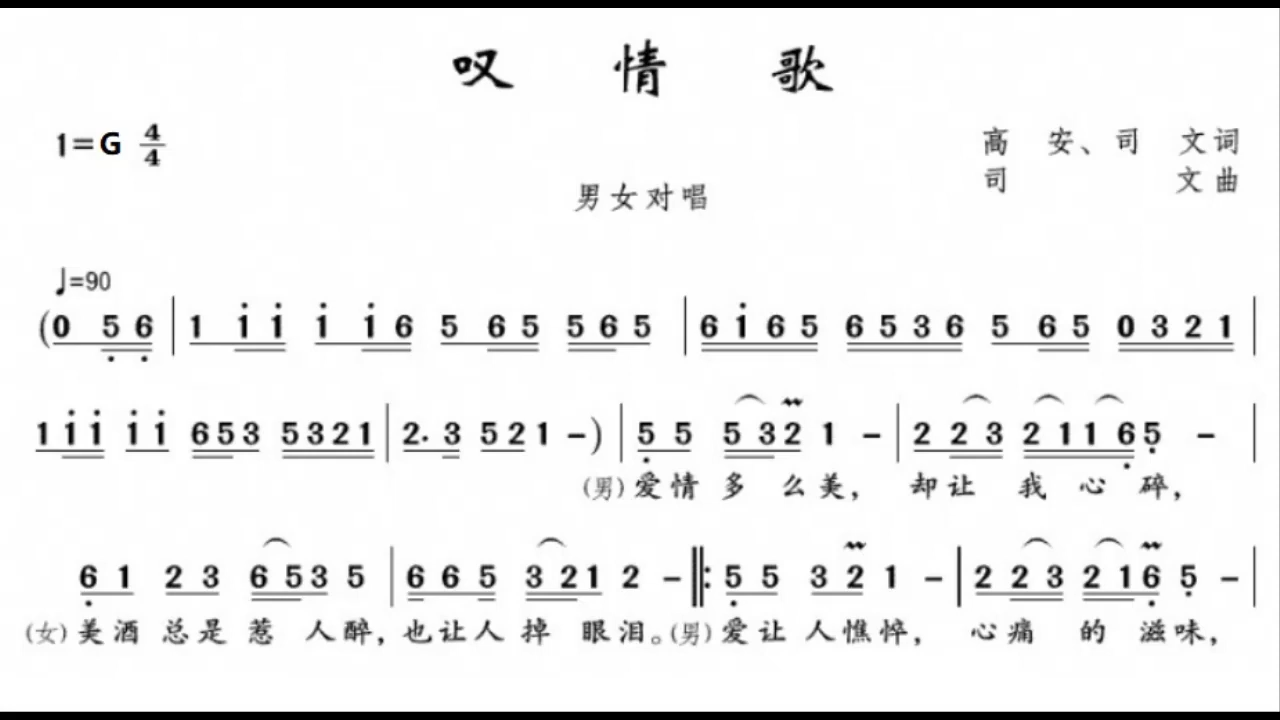 叹 情 歌
1=G 4/4
高 安、司 文词
司 文曲
男女对唱
♩=90
(0 5 6 | 1 1 1 1 1 6 5 6 5 5 6 5 | 6 1 6 5 6 5 3 6 5 6 5 0 3 2 1 |
1 1 1 1 1 6 5 3 5 3 2 1 | 2. 3 5 2 1 –) | 5 5 5 3 2 1 – | 2 2 3 2 1 1 6 5 – |
(男)爱情 多 么美, 却让 我 心 碎,
6 1 2 3 6 5 3 5 | 6 6 5 3 2 1 2 – ‖: 5 5 3 2 1 – | 2 2 3 2 1 6 5 – |
(女)美酒 总是 惹 人醉,也让人 掉 眼泪。(男)爱让 人憔悴, 心痛 的 滋味,